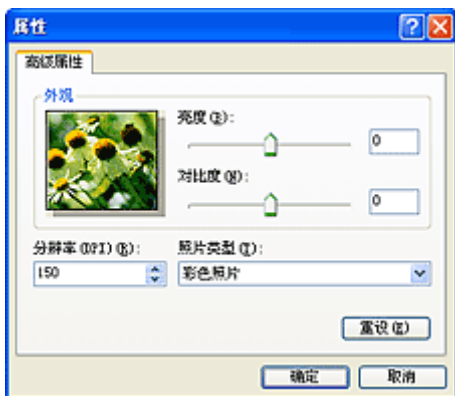 属性
高级属性
外观
亮度(B):
0
对比度(N):
0
分辨率(DPI)(R):
照片类型(T):
150
彩色照片
重设(E)
确定
取消